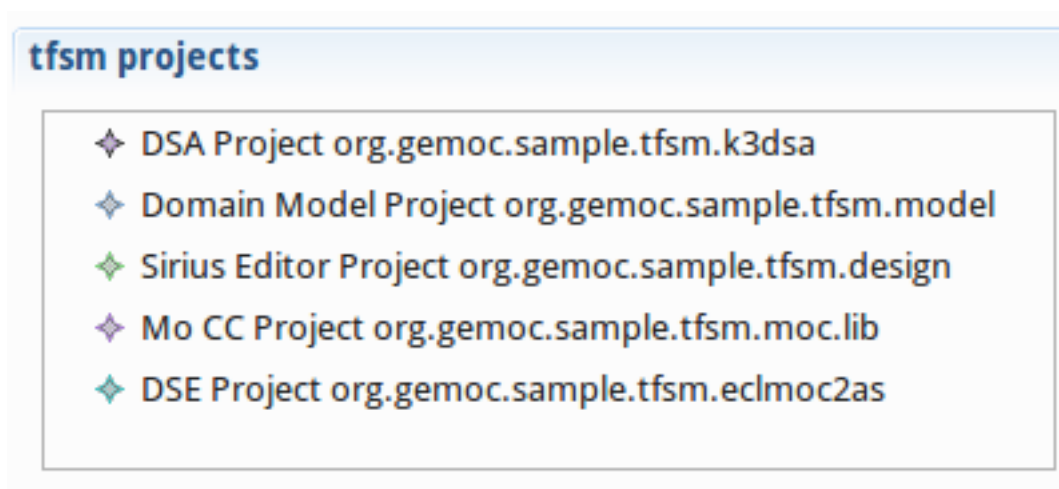 tfsm projects
DSA Project org.gemoc.sample.tfsm.k3dsa
Domain Model Project org.gemoc.sample.tfsm.model
Sirius Editor Project org.gemoc.sample.tfsm.design
Mo CC Project org.gemoc.sample.tfsm.moc.lib
DSE Project org.gemoc.sample.tfsm.eclmoc2as